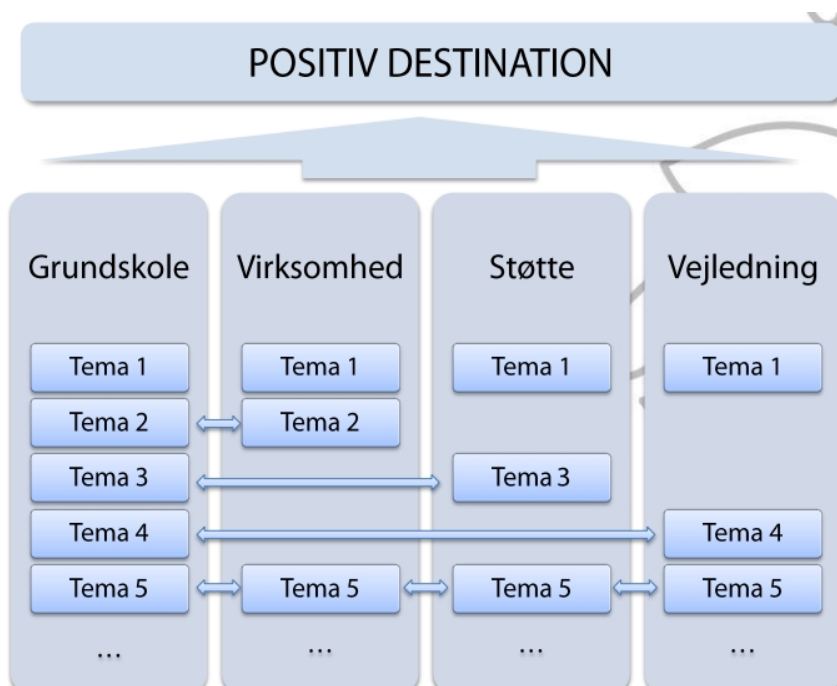 POSITIV DESTINATION
Grundskole Virksomhed Støtte Vejledning
Tema 1 Tema 1 Tema 1 Tema 1
Tema 2 Tema 2
Tema 3 Tema 3
Tema 4 Tema 4
Tema 5 Tema 5 Tema 5 Tema 5
... ... ... ...